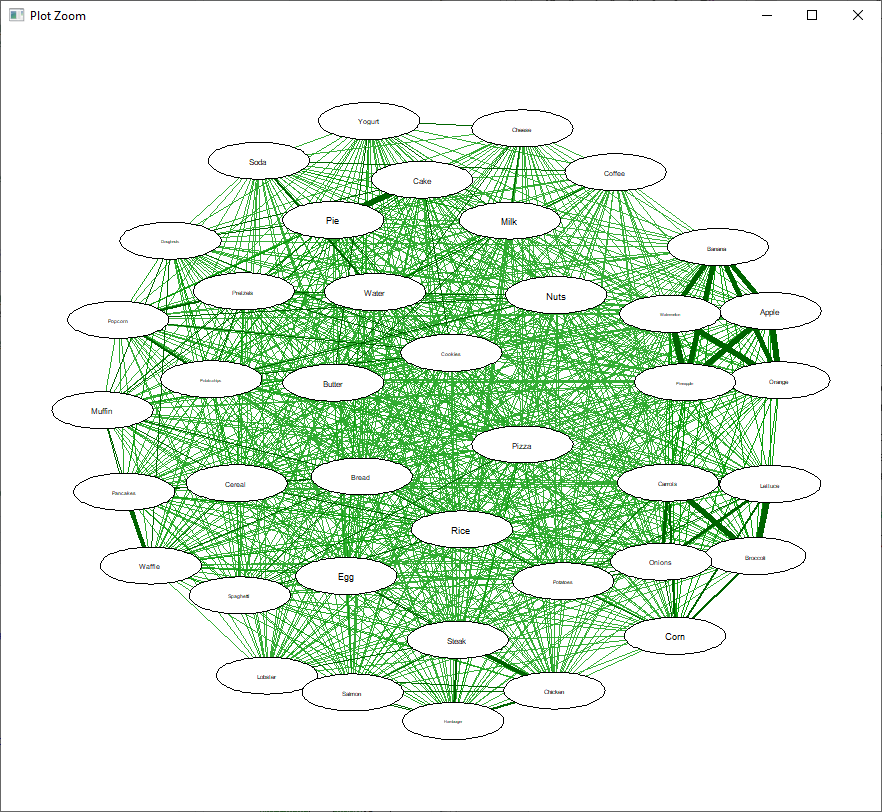 Plot Zoom
Yogurt
Cheese
Soda
Coffee
Cake
Pie
Milk
Doughnuts
Banana
Pretzels
Water
Nuts
Watermelon
Apple
Popcorn
Cookies
Potato chips
Butter
Pineapple
Orange
Muffin
Pizza
Pancakes
Cereal
Bread
Carrots
Lettuce
Rice
Waffle
Egg
Onions
Broccoli
Spaghetti
Potatoes
Steak
Corn
Lobster
Salmon
Chicken
Hamburger